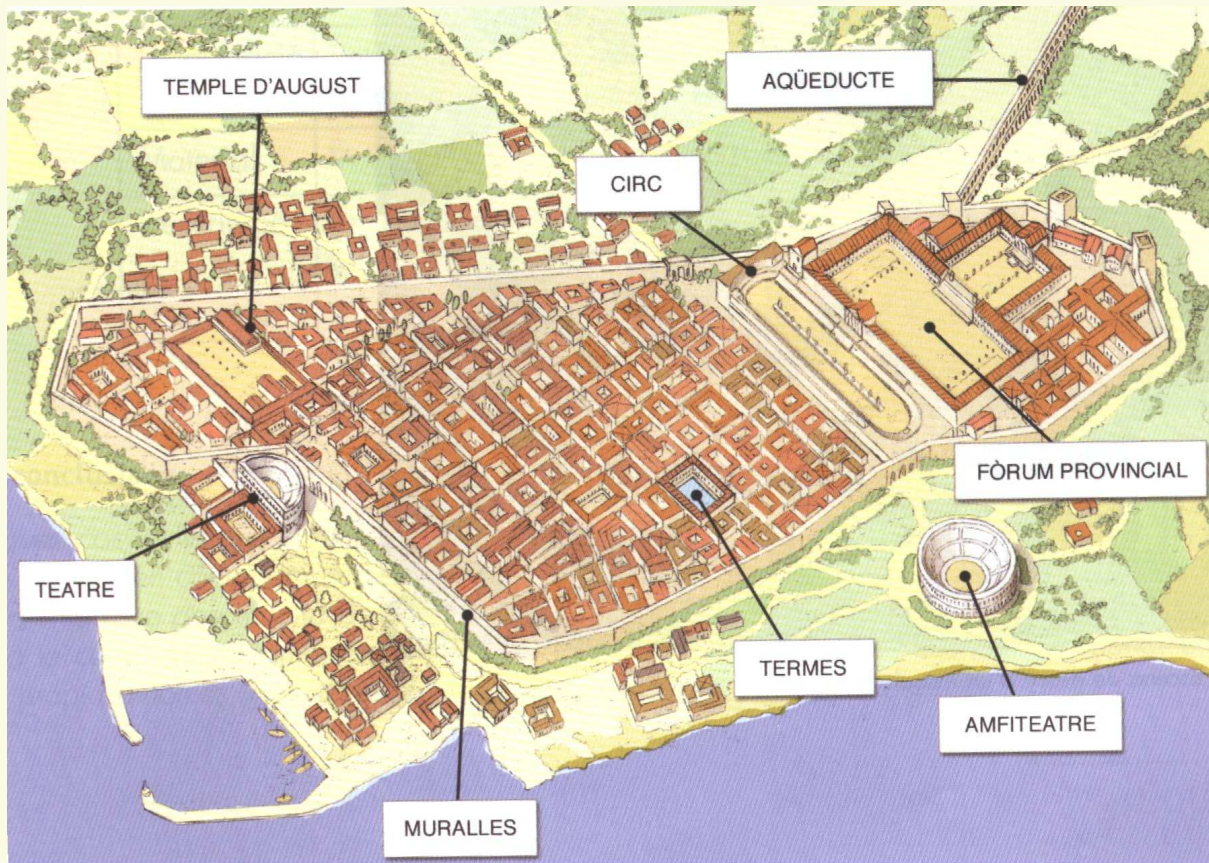 TEMPLE D'AUGUST
AQÜEDUCTE
CIRC
FÒRUM PROVINCIAL
TEATRE
TERMES
AMFITEATRE
MURALLES